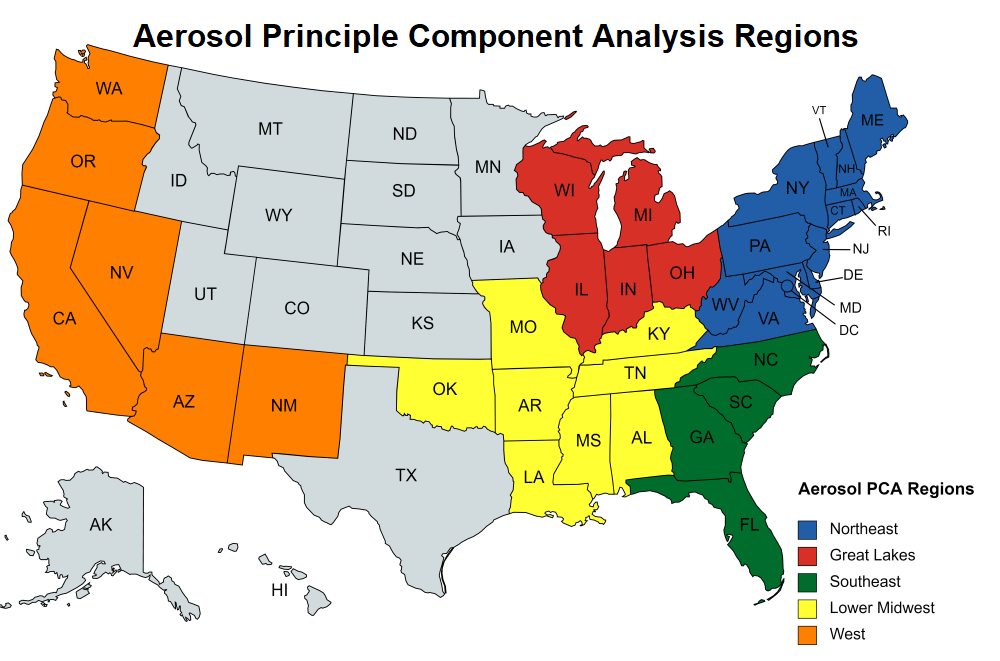 Aerosol Principle Component Analysis Regions
WA
MT
ND
MN
VT
ME
OR
ID
SD
WI
MI
NY
NH
MA
CT
RI
WY
IA
PA
NJ
NV
UT
NE
IL
IN
OH
DE
CA
CO
KS
MO
KY
WV
VA
MD
DC
AZ
NM
OK
AR
TN
NC
SC
TX
LA
MS
AL
GA
FL
AK
HI
Aerosol PCA Regions
Northeast
Great Lakes
Southeast
Lower Midwest
West